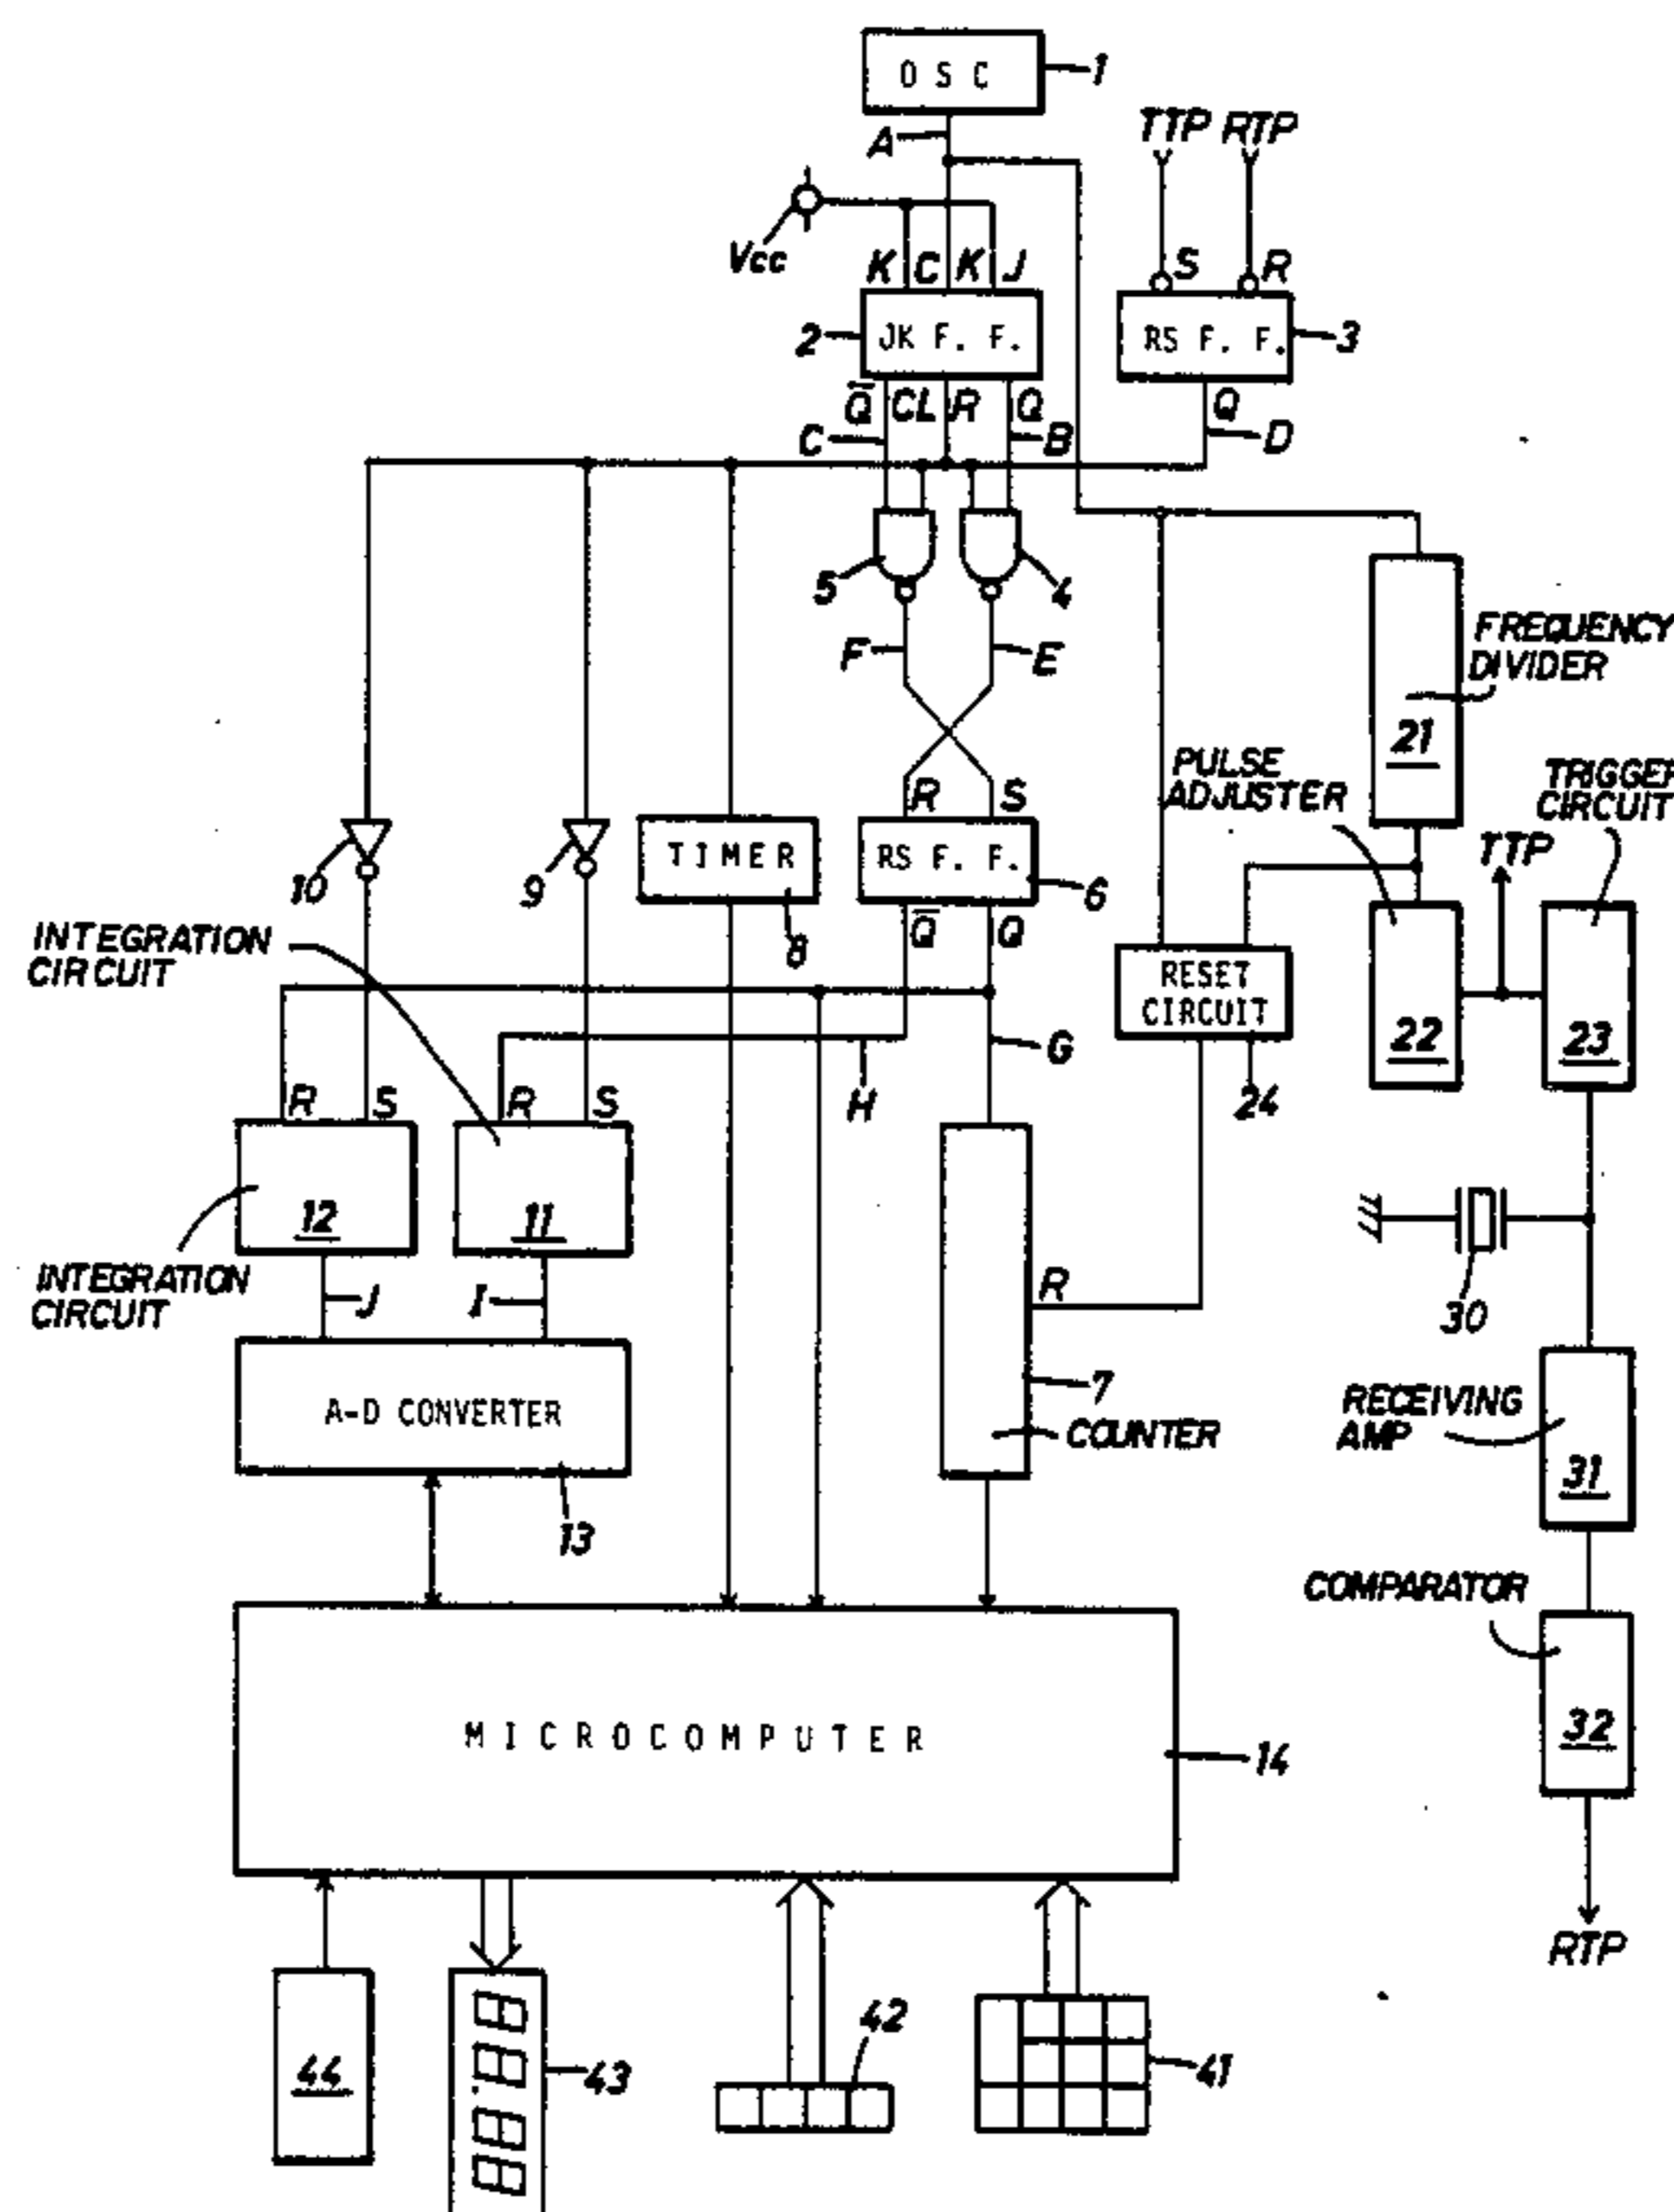 OSC
1
A
TTP RTP
Vcc
K C K J
S
R
2
JK F. F.
RS F. F.
3
Q̅ CL R Q
Q
C
B
D
5
4
F
E
FREQUENCY
DIVIDER
21
PULSE
ADJUSTER
TRIGGER
CIRCUIT
TTP
R
S
10
9
TIMER
8
RS F. F.
6
Q̅
Q
INTEGRATION
CIRCUIT
RESET
CIRCUIT
24
22
23
G
H
R
S
R
S
12
11
INTEGRATION
CIRCUIT
J
I
R
30
A-D CONVERTER
13
7
COUNTER
RECEIVING
AMP
31
COMPARATOR
32
MICROCOMPUTER
14
RTP
44
43
88.88
42
41